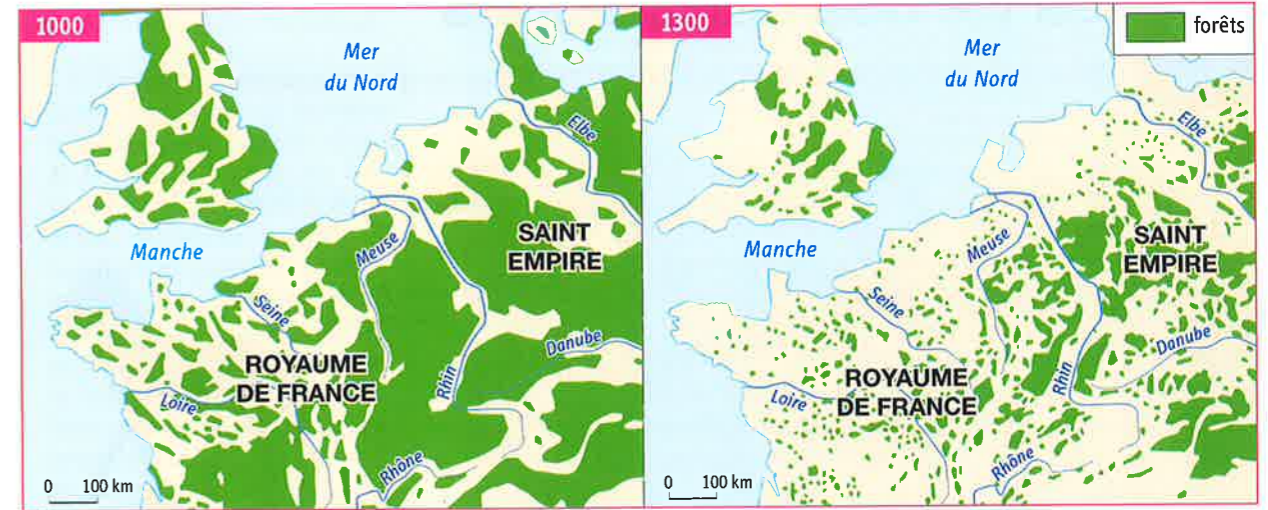 1000
Mer
du Nord
Elbe
SAINT
EMPIRE
Manche
Meuse
Seine
Danube
ROYAUME
DE FRANCE
Rhin
Loire
Rhône
0 100 km
1300
forêts
Mer
du Nord
Elbe
SAINT
EMPIRE
Manche
Meuse
Seine
Danube
ROYAUME
DE FRANCE
Rhin
Loire
Rhône
0 100 km